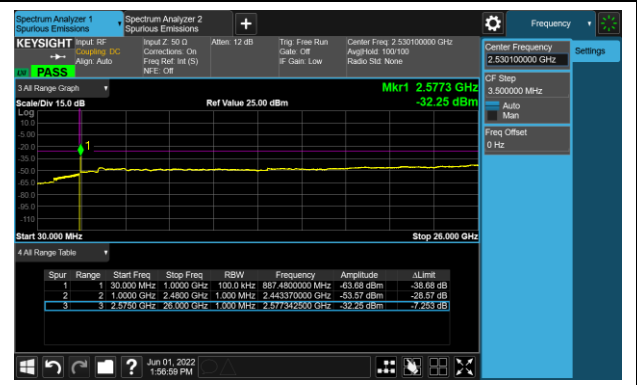 Spectrum Analyzer 1
Spurious Emissions
Spectrum Analyzer 2
Spurious Emissions
+
Frequency
KEYSIGHT
Input: RF
Coupling: DC
Align: Auto
Input Z: 50 Ω
Corrections: On
Freq Ref: Int (S)
NFE: Off
Atten: 12 dB
Trig: Free Run
Gate: Off
IF Gain: Low
Center Freq: 2.530100000 GHz
Avg|Hold: 100/100
Radio Std: None
LW
PASS
Center Frequency
2.530100000 GHz
Settings
CF Step
3.500000 MHz
Auto
Man
Freq Offset
0 Hz
3 All Range Graph
Mkr1 2.5773 GHz
-32.25 dBm
Scale/Div 15.0 dB
Ref Value 25.00 dBm
Log
10.0
-5.00
-20.0
-35.0
-50.0
-65.0
-80.0
-95.0
-110
1
Start 30.000 MHz
Stop 26.000 GHz
4 All Range Table
Spur Range Start Freq Stop Freq RBW Frequency Amplitude ΔLimit
1 1 30.000 MHz 1.0000 GHz 100.0 kHz 887.4800000 MHz -63.68 dBm -38.68 dB
2 2 1.0000 GHz 2.4800 GHz 1.000 MHz 2.443370000 GHz -53.57 dBm -28.57 dB
3 3 2.5750 GHz 26.000 GHz 1.000 MHz 2.577342500 GHz -32.25 dBm -7.253 dB
?
Jun 01, 2022
1:56:59 PM